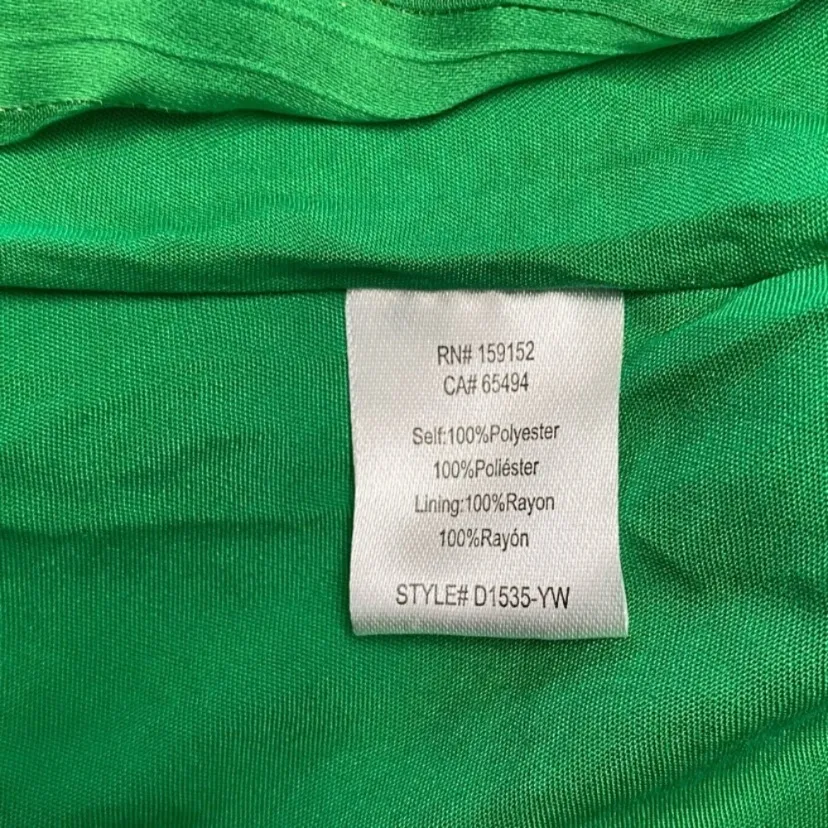 RN# 159152
CA# 65494
Self:100%Polyester
100%Poliéster
Lining:100%Rayon
100%Rayón
STYLE# D1535-YW